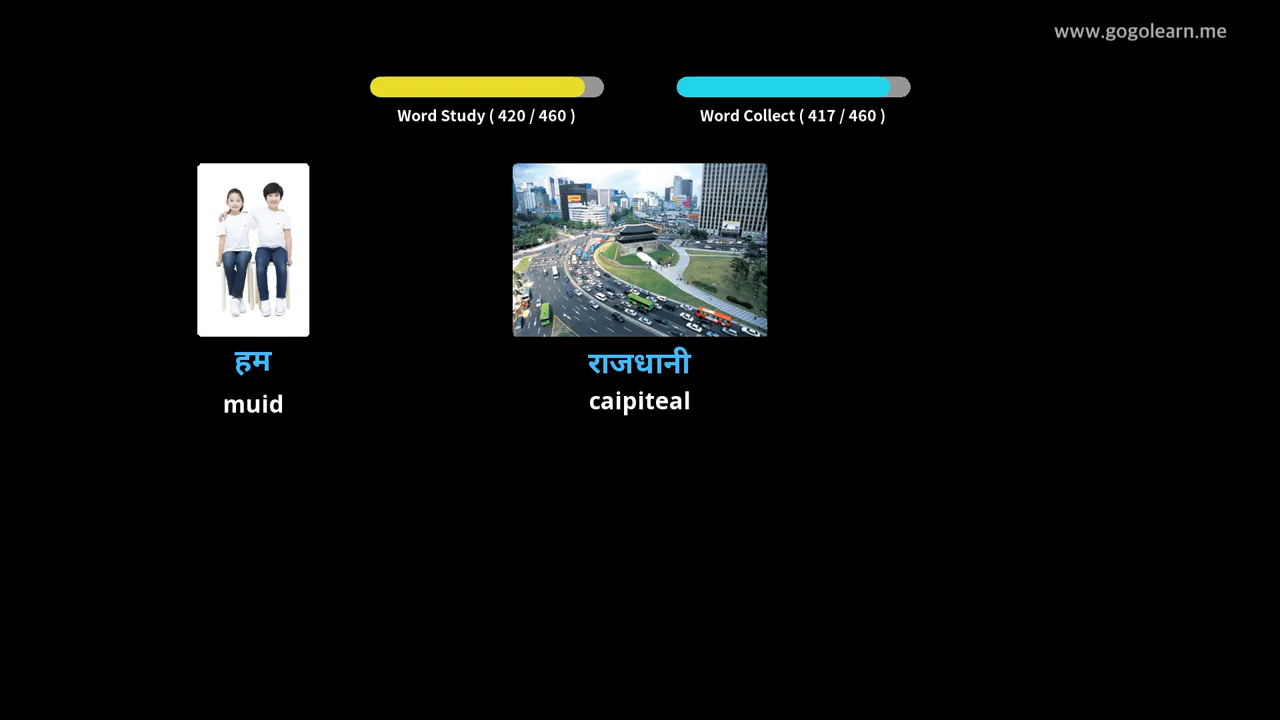 www.gogolearn.me
Word Study ( 420 / 460 )
Word Collect ( 417 / 460 )
हम
muid
राजधानी
caipiteal